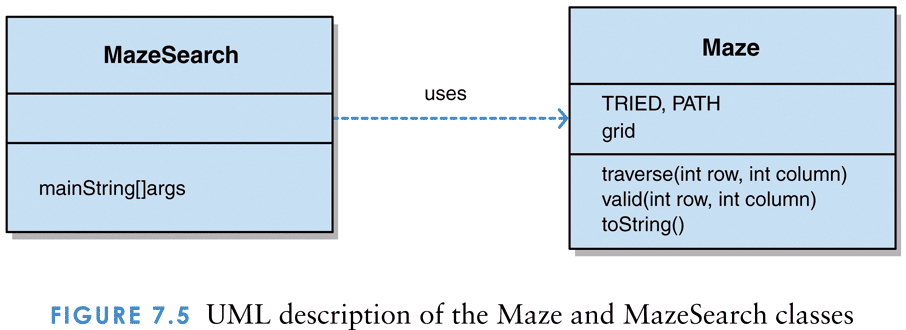 MazeSearch
mainString[]args
uses
Maze
TRIED, PATH
grid
traverse(int row, int column)
valid(int row, int column)
toString()
FIGURE 7.5 UML description of the Maze and MazeSearch classes